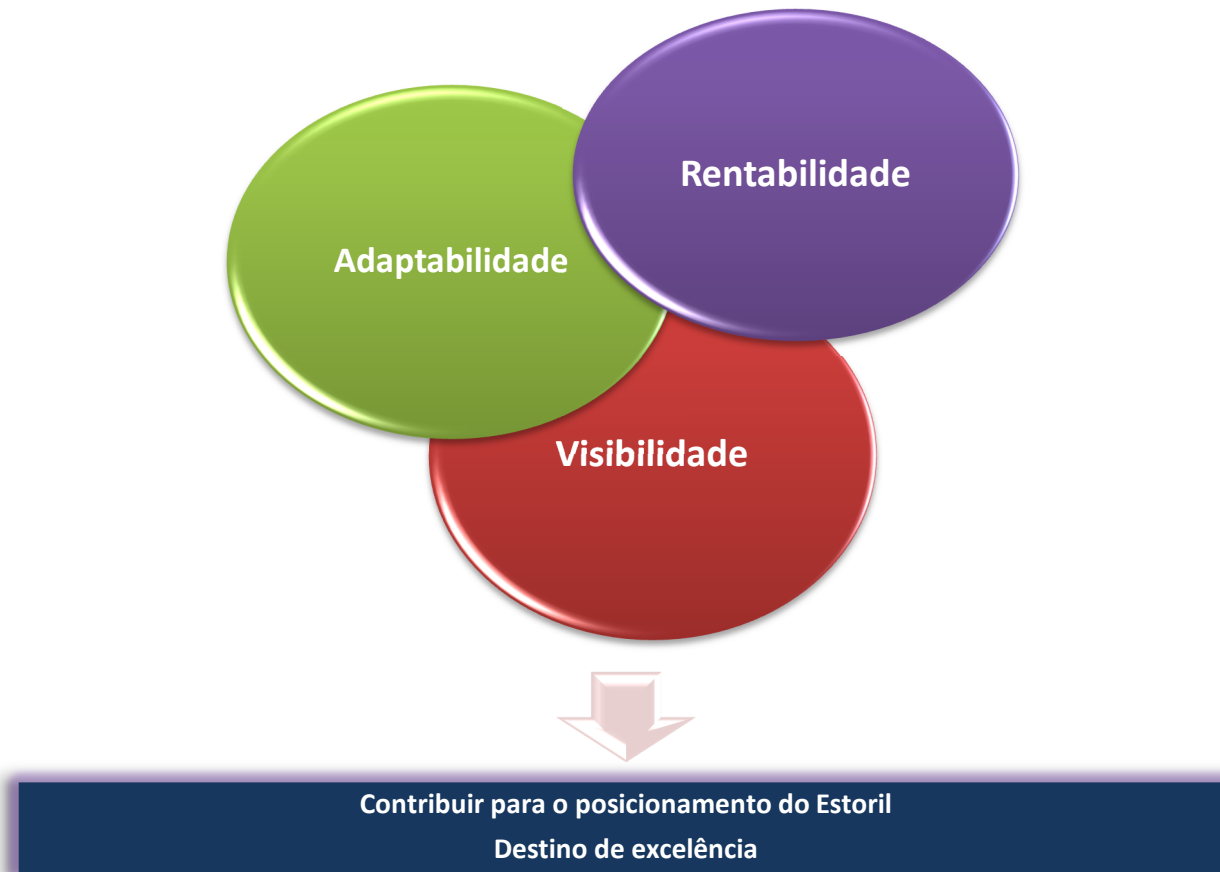 Rentabilidade
Adaptabilidade
Visibilidade
Contribuir para o posicionamento do Estoril
Destino de excelência